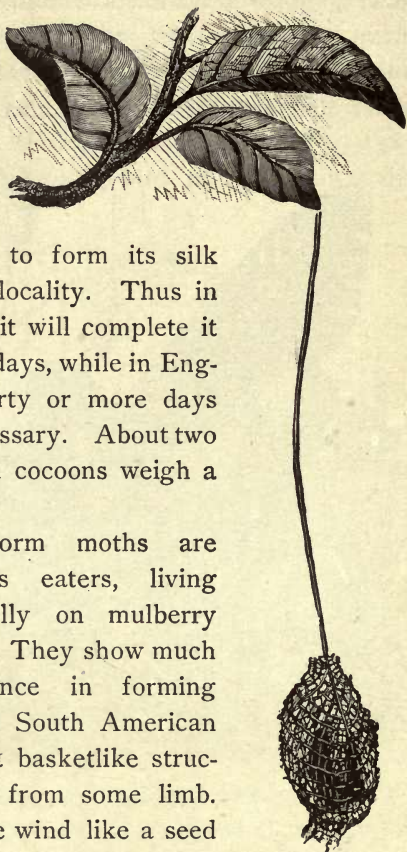 to form its silk
locality. Thus in
it will complete it
days, while in Eng-
rty or more days
ssary. About two
cocoons weigh a
orm moths are
s eaters, living
lly on mulberry
They show much
nce in forming
South American
t basketlike struc-
from some limb.
e wind like a seed